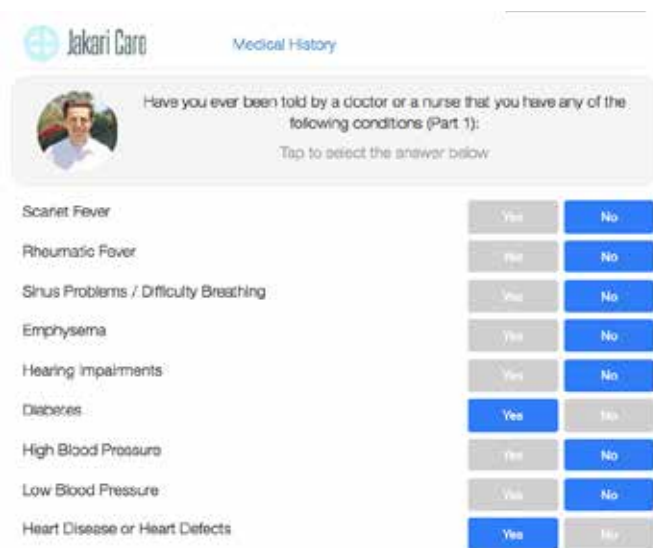 Jakari Care
Medical History
Have you ever been told by a doctor or a nurse that you have any of the
following conditions (Part 1):
Tap to select the answer below
Scarlet Fever Yes No
Rheumatic Fever Yes No
Sinus Problems / Difficulty Breathing Yes No
Emphysema Yes No
Hearing Impairments Yes No
Diabetes Yes No
High Blood Pressure Yes No
Low Blood Pressure Yes No
Heart Disease or Heart Defects Yes No